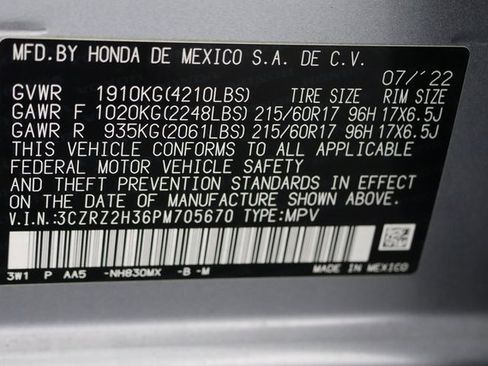 MFD.BY HONDA DE MEXICO S.A. DE C.V.
07/'22
GVWR 1910KG(4210LBS) TIRE SIZE RIM SIZE
GAWR F 1020KG(2248LBS) 215/60R17 96H 17X6.5J
GAWR R 935KG(2061LBS) 215/60R17 96H 17X6.5J
THIS VEHICLE CONFORMS TO ALL APPLICABLE
FEDERAL MOTOR VEHICLE SAFETY
AND THEFT PREVENTION STANDARDS IN EFFECT
ON THE DATE OF MANUFACTURE SHOWN ABOVE.
V.I.N.:3CZRZ2H36PM705670 TYPE:MPV
3W1 P AA5 -NH830MX -B -M
MADE IN MEXICO